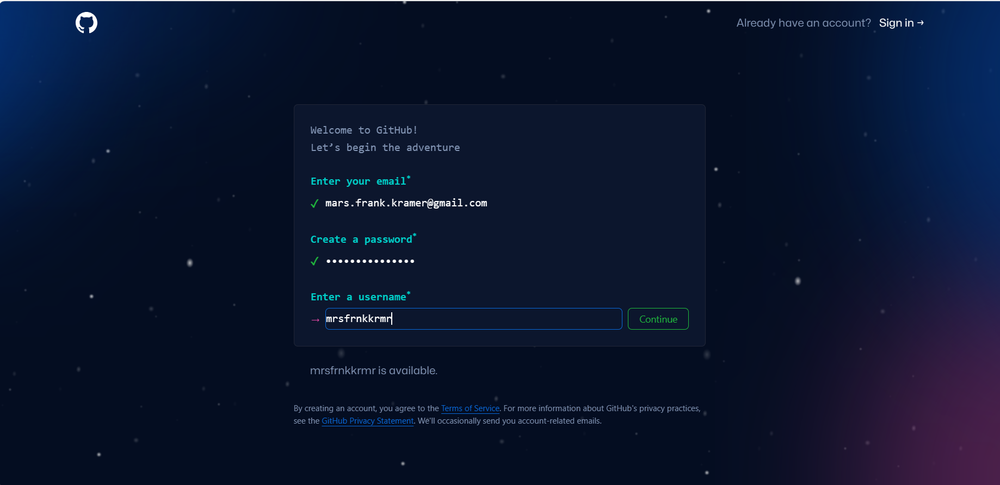 Already have an account? Sign in →
Welcome to GitHub!
Let’s begin the adventure
Enter your email*
✓ mars.frank.kramer@gmail.com
Create a password*
✓ •••••••••••••••
Enter a username*
→ mrsfrnkkrmr Continue
mrsfrnkkrmr is available.
By creating an account, you agree to the Terms of Service. For more information about GitHub's privacy practices,
see the GitHub Privacy Statement. We'll occasionally send you account-related emails.